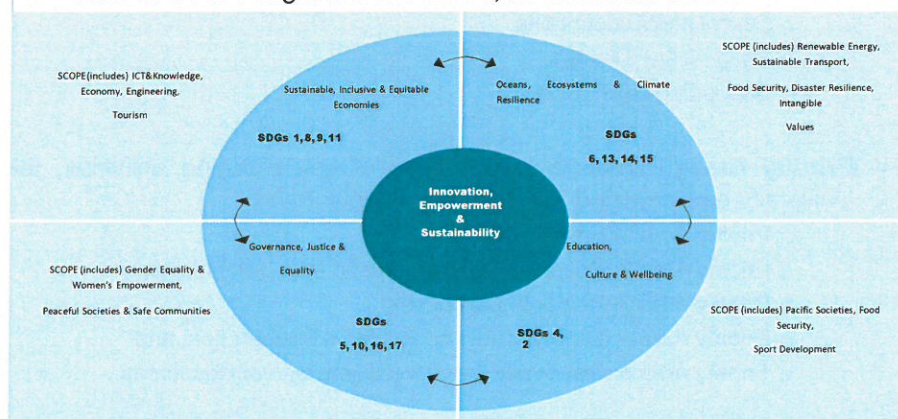 SCOPE(includes) ICT&Knowledge,
Economy, Engineering,
Tourism
Sustainable, Inclusive & Equitable
Economies
SDGs 1,8,9,11
Oceans, Ecosystems & Climate
Resilience
SDGs
6, 13, 14, 15
SCOPE (includes) Renewable Energy,
Sustainable Transport,
Food Security, Disaster Resilience,
Intangible
Values
Innovation,
Empowerment
&
Sustainability
SCOPE (includes) Gender Equality &
Women's Empowerment,
Peaceful Societies & Safe Communities
Governance, Justice &
Equality
SDGs
5, 10, 16, 17
Education,
Culture & Wellbeing
SDGs 4,
2
SCOPE (includes) Pacific Societies, Food
Security,
Sport Development